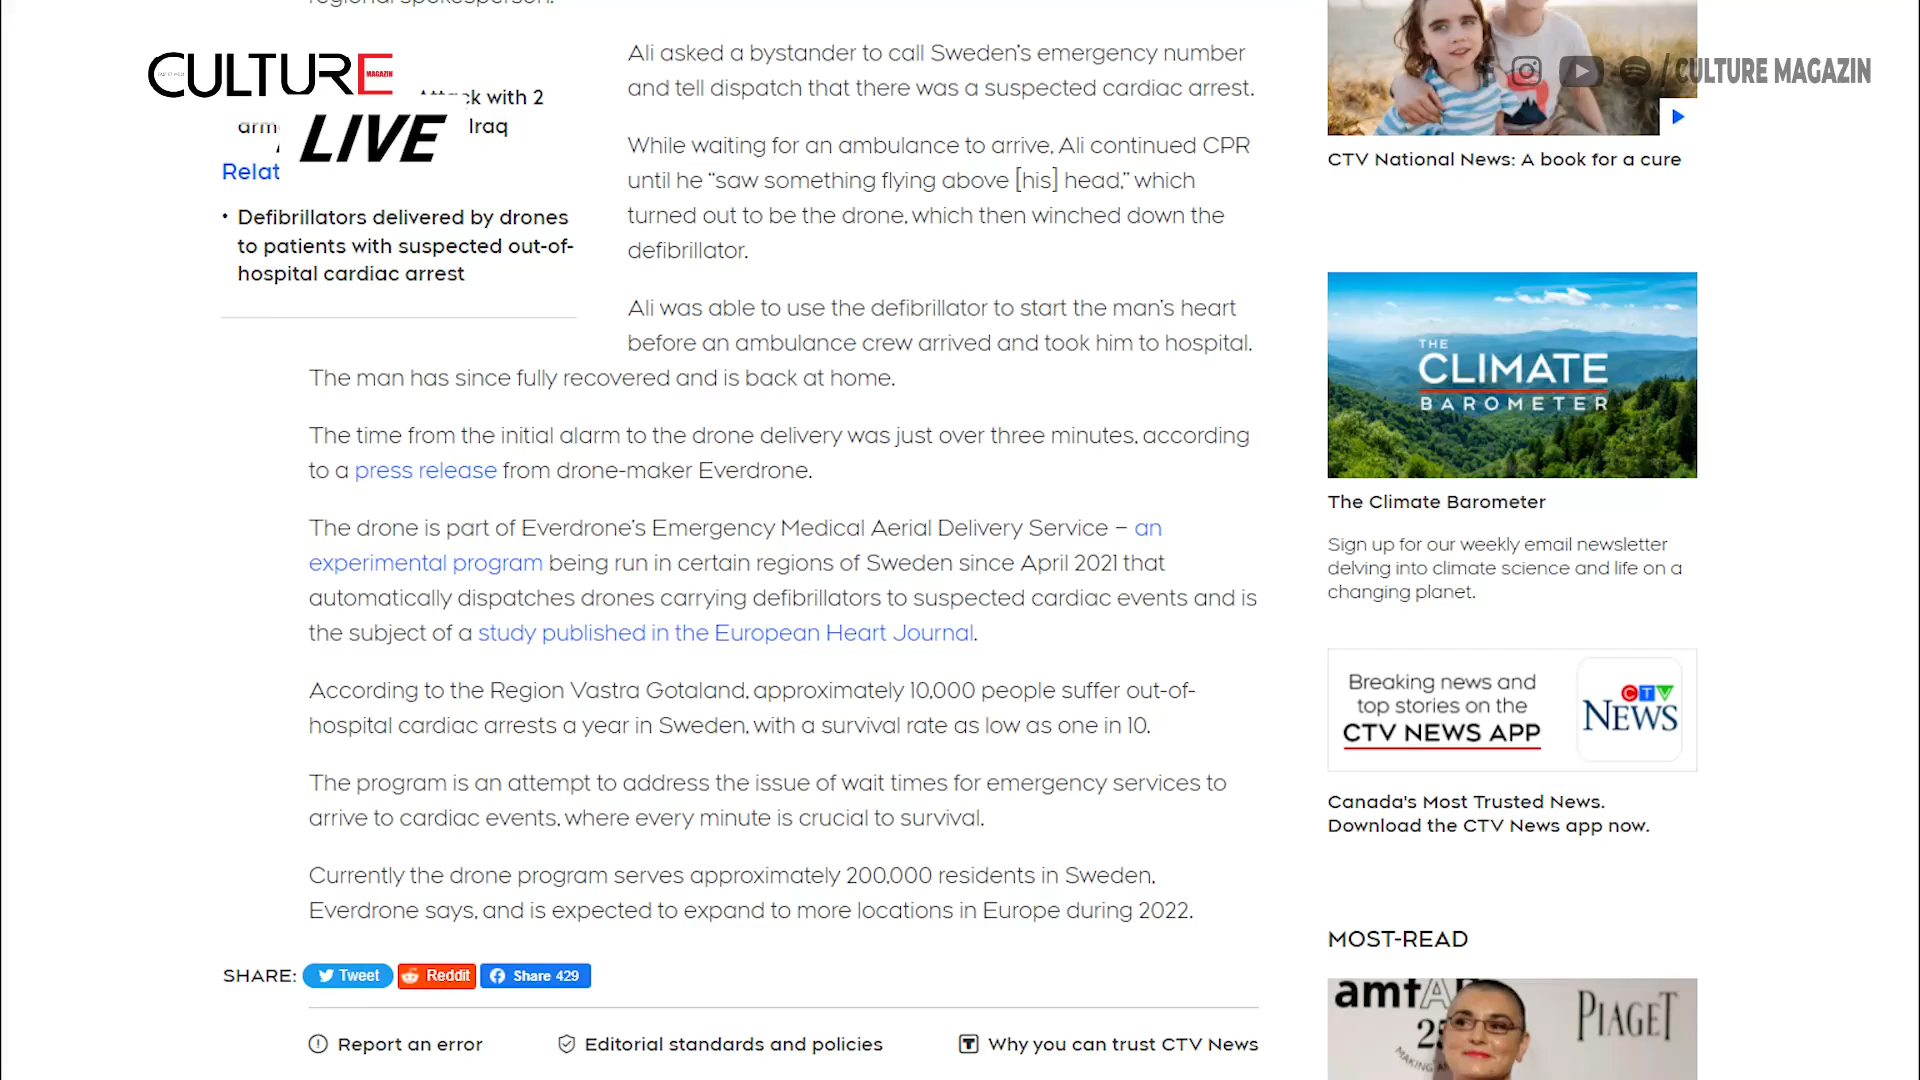 regional spokesperson.
CULTURE
MAGAZIN
LIVE
Attack with 2
arm
Iraq
Relat
• Defibrillators delivered by drones
to patients with suspected out-of-
hospital cardiac arrest
Ali asked a bystander to call Sweden's emergency number
and tell dispatch that there was a suspected cardiac arrest.
While waiting for an ambulance to arrive, Ali continued CPR
until he “saw something flying above [his] head,” which
turned out to be the drone, which then winched down the
defibrillator.
Ali was able to use the defibrillator to start the man's heart
before an ambulance crew arrived and took him to hospital.
The man has since fully recovered and is back at home.
The time from the initial alarm to the drone delivery was just over three minutes, according
to a press release from drone-maker Everdrone.
The drone is part of Everdrone's Emergency Medical Aerial Delivery Service – an
experimental program being run in certain regions of Sweden since April 2021 that
automatically dispatches drones carrying defibrillators to suspected cardiac events and is
the subject of a study published in the European Heart Journal.
According to the Region Vastra Gotaland, approximately 10,000 people suffer out-of-
hospital cardiac arrests a year in Sweden, with a survival rate as low as one in 10.
The program is an attempt to address the issue of wait times for emergency services to
arrive to cardiac events, where every minute is crucial to survival.
Currently the drone program serves approximately 200,000 residents in Sweden,
Everdrone says, and is expected to expand to more locations in Europe during 2022.
SHARE: Tweet Reddit Share 429
Report an error Editorial standards and policies Why you can trust CTV News
/ CULTURE MAGAZIN
CTV National News: A book for a cure
THE
CLIMATE
BAROMETER
The Climate Barometer
Sign up for our weekly email newsletter
delving into climate science and life on a
changing planet.
Breaking news and
top stories on the
CTV NEWS APP
CTV
NEWS
Canada's Most Trusted News.
Download the CTV News app now.
MOST-READ
amfA
PIAGET
25
MAKING